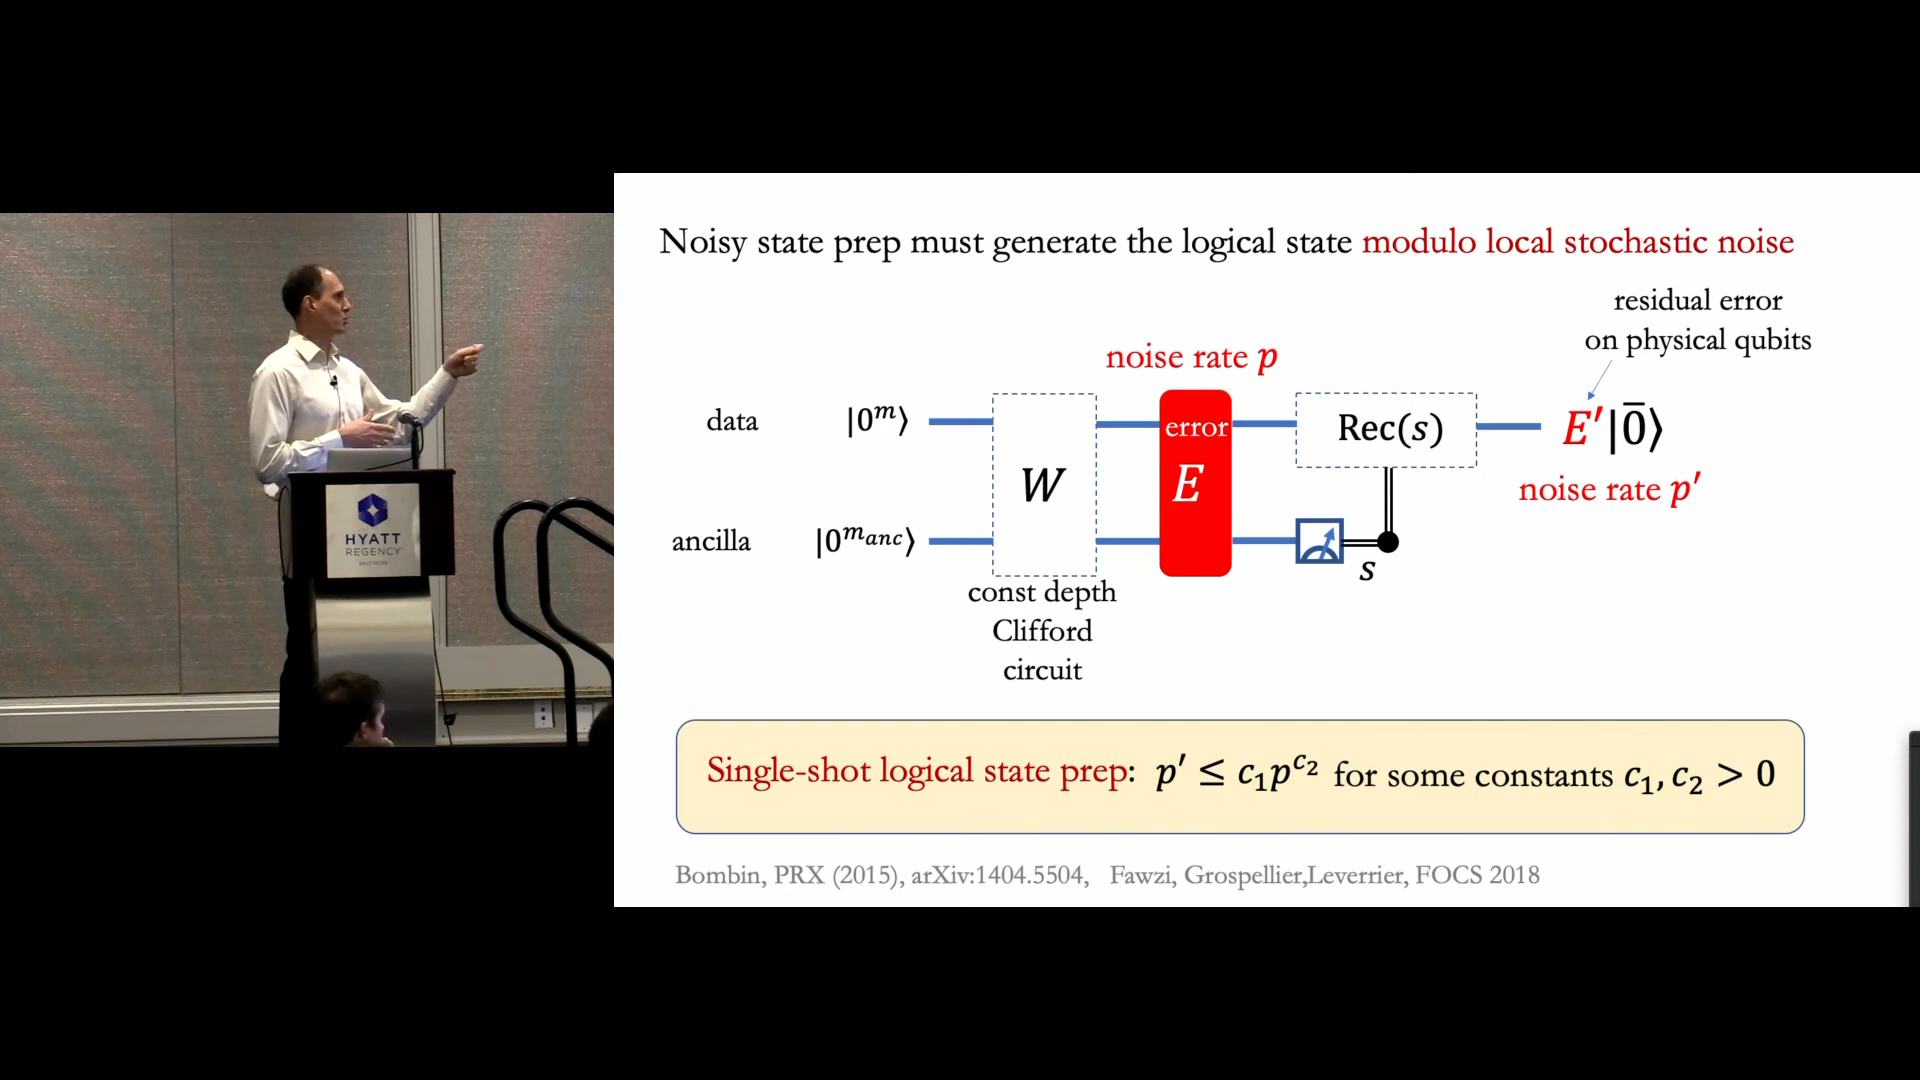 Noisy state prep must generate the logical state modulo local stochastic noise
residual error
on physical qubits
noise rate p
data
|0^m⟩
W
error
E
Rec(s)
E′|0̅⟩
noise rate p′
ancilla
|0^{m_{anc}}⟩
s
const depth
Clifford
circuit
Single-shot logical state prep: p′ ≤ c₁p^{c₂} for some constants c₁, c₂ > 0
Bombin, PRX (2015), arXiv:1404.5504, Fawzi, Grospellier,Leverrier, FOCS 2018
HYATT
REGENCY
BALTIMORE